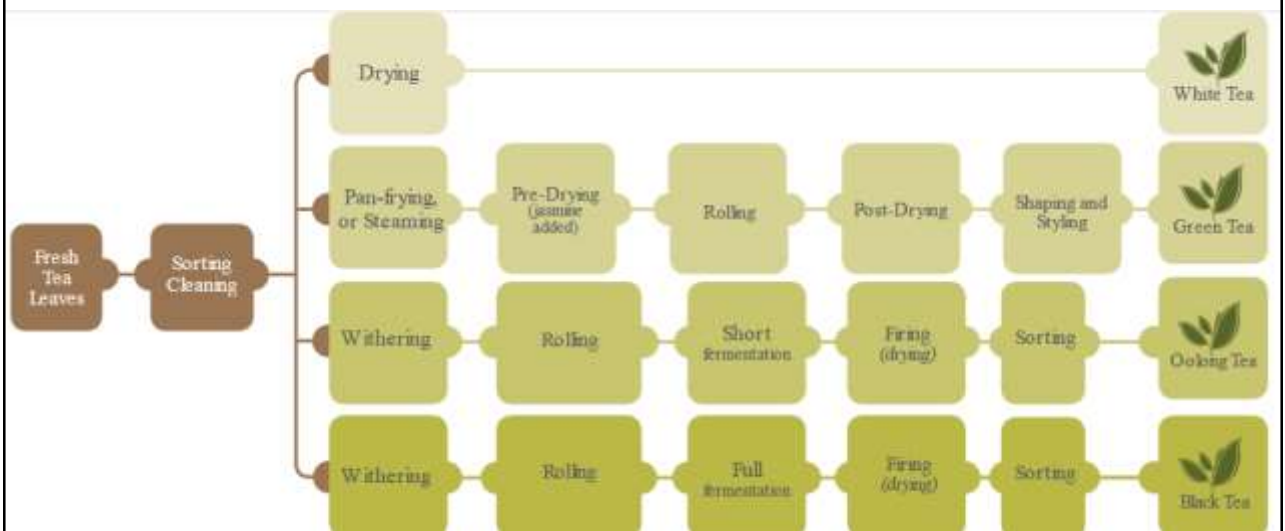 Fresh
Tea
Leaves
Sorting
Cleaning
Drying
White Tea
Pan-frying,
or Steaming
Pre-Drying
(jasmine
added)
Rolling
Post-Drying
Shaping and
Styling
Green Tea
Withering
Rolling
Short
fermentation
Firing
(drying)
Sorting
Oolong Tea
Withering
Rolling
Full
fermentation
Firing
(drying)
Sorting
Black Tea